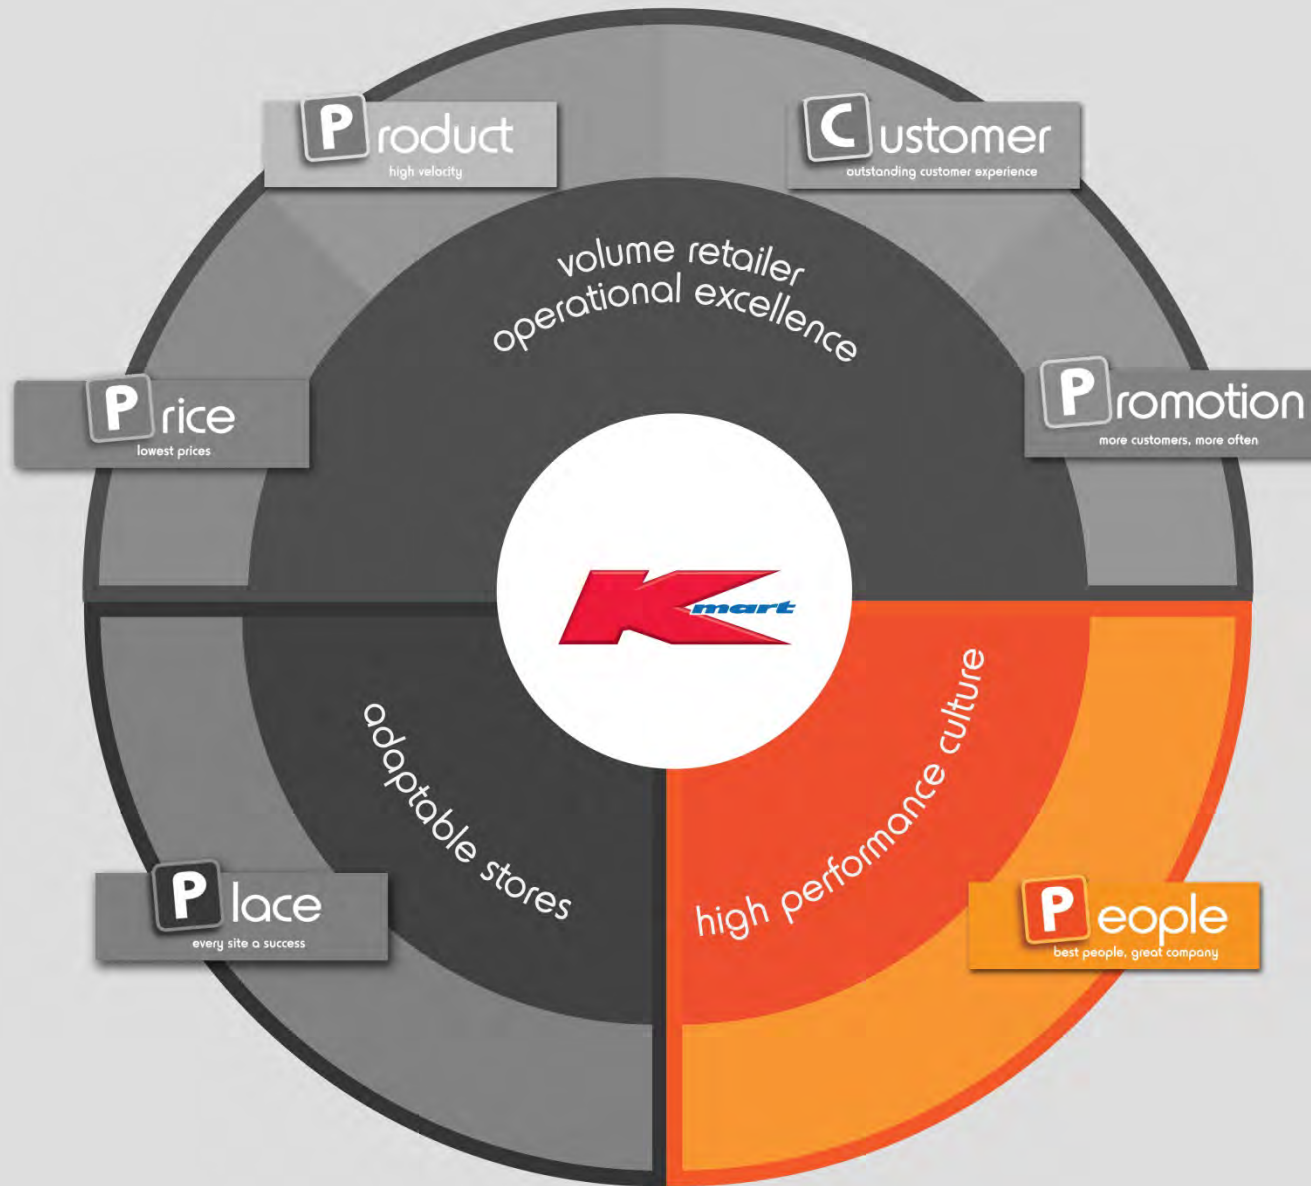 Product
high velocity
Customer
outstanding customer experience
volume retailer
operational excellence
Price
lowest prices
Promotion
more customers, more often
Kmart
adaptable stores
high performance culture
Place
every site a success
People
best people, great company